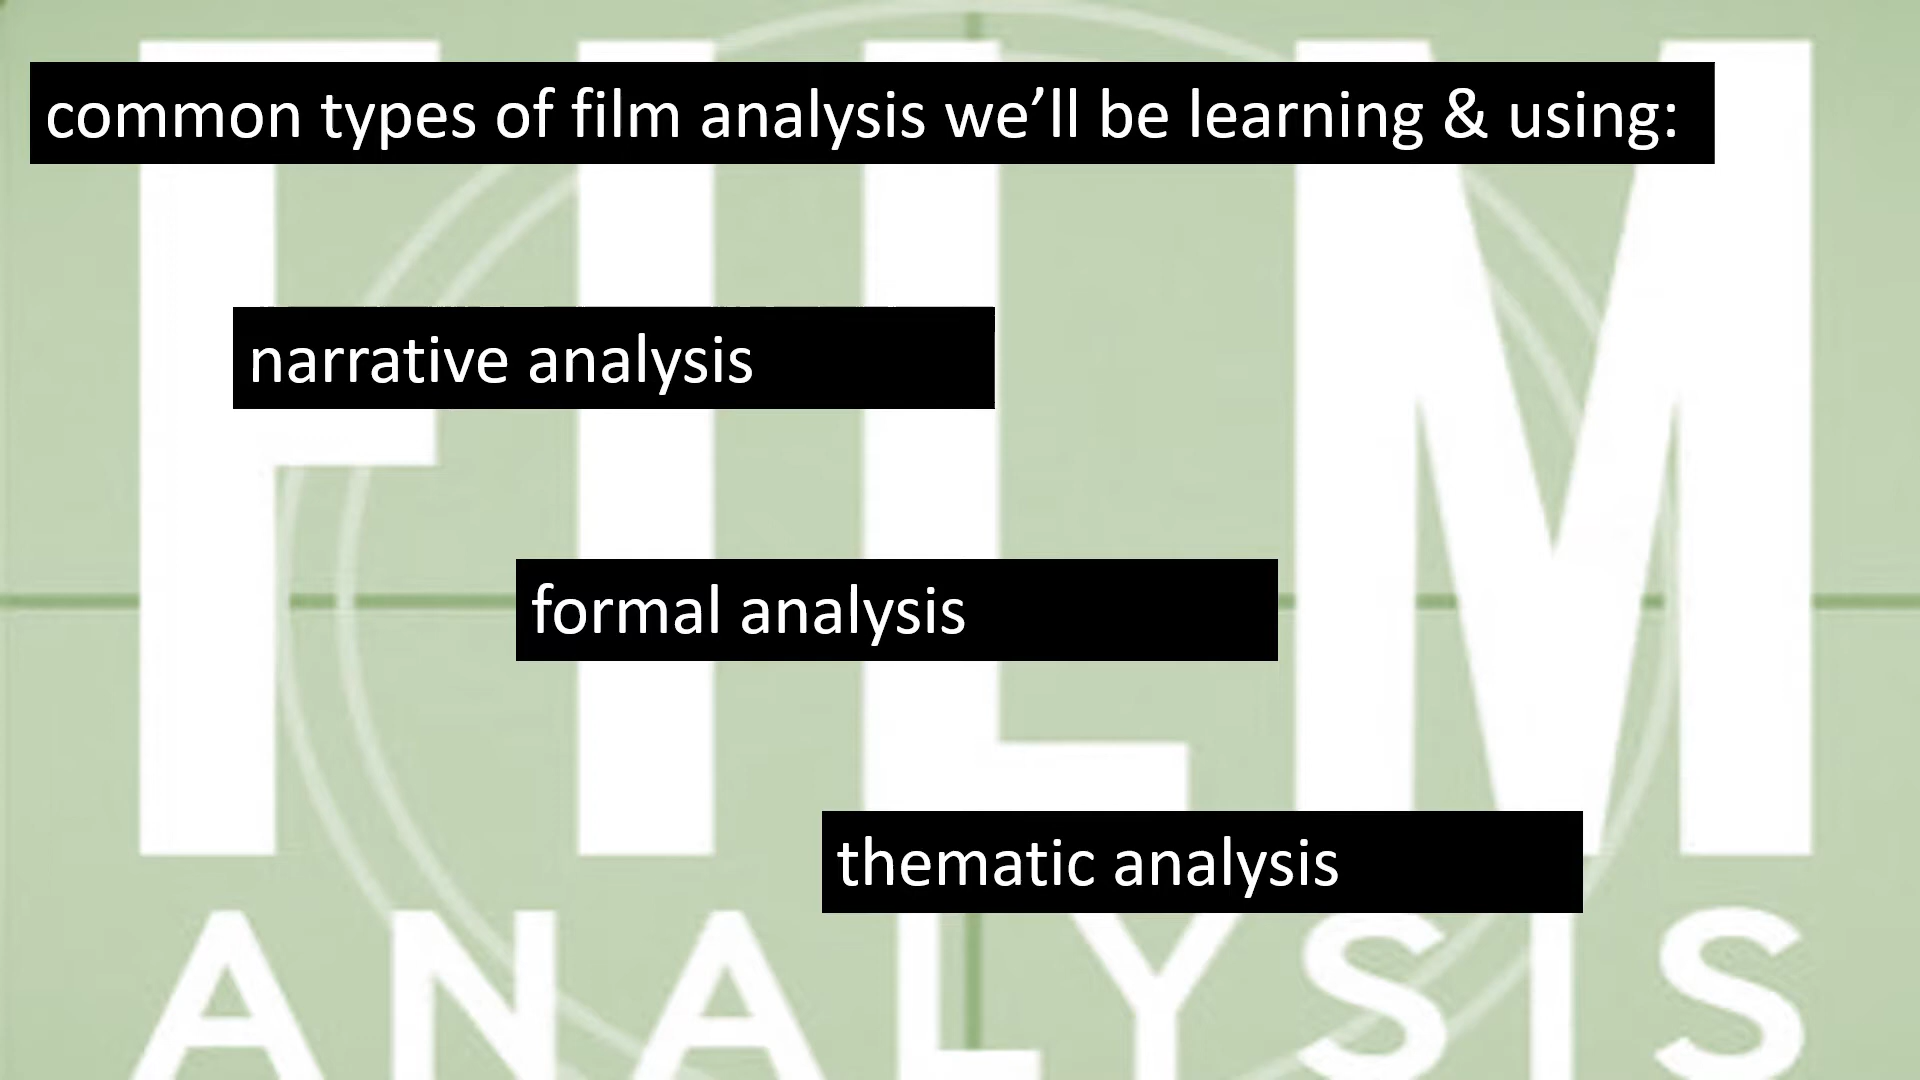 common types of film analysis we’ll be learning & using:
narrative analysis
formal analysis
thematic analysis
FILM
ANALYSIS